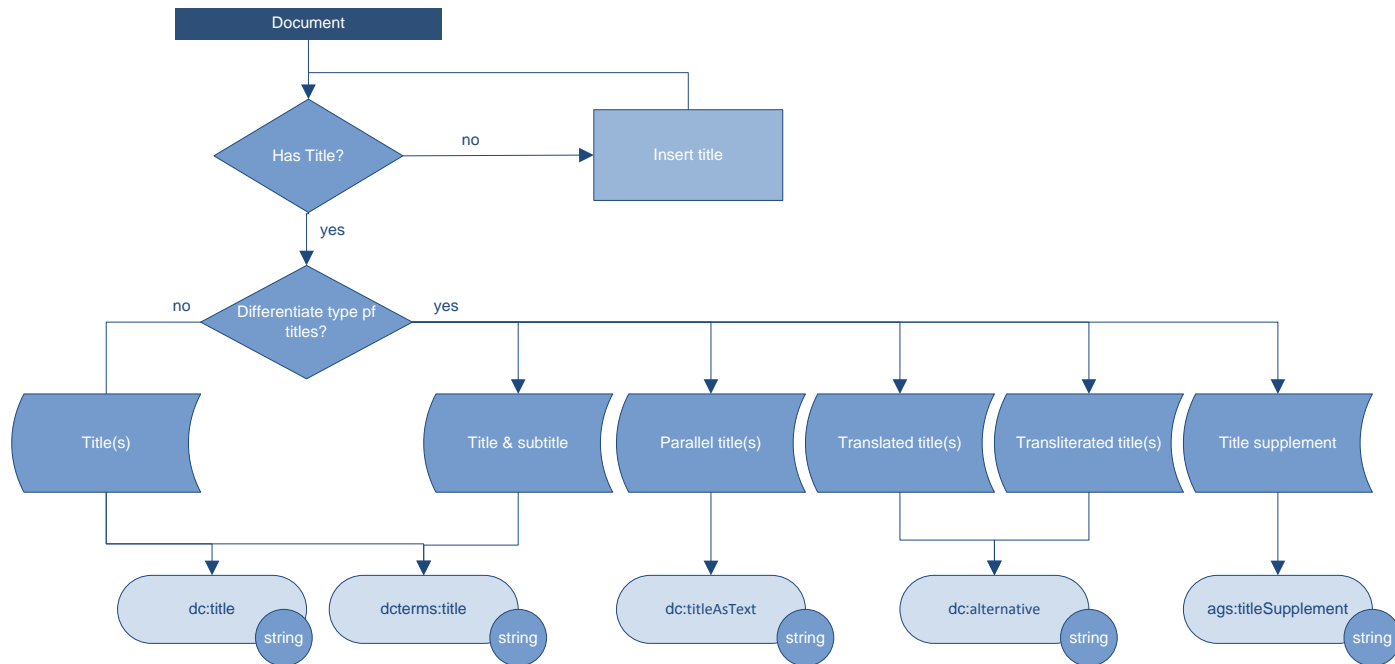 Document
Has Title?
no
Insert title
yes
Differentiate type pf
titles?
no
yes
Title(s)
Title & subtitle
Parallel title(s)
Translated title(s)
Transliterated title(s)
Title supplement
dc:title
string
dcterms:title
string
dc:titleAsText
string
dc:alternative
string
ags:titleSupplement
string